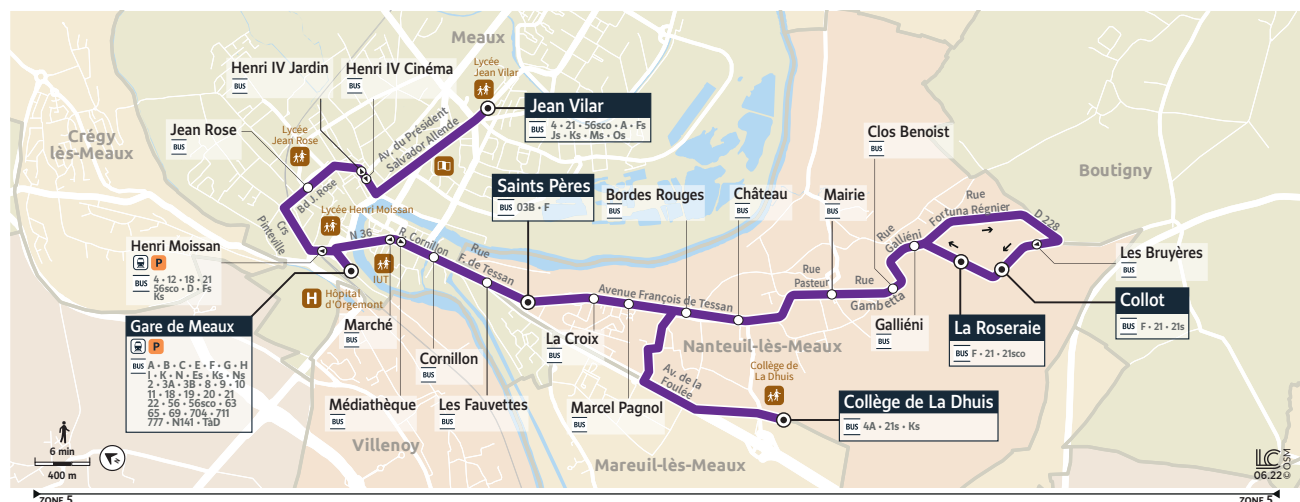 Meaux
Crégy
lès-Meaux
Boutigny
Villenoy
Nanteuil-lès-Meaux
Mareuil-lès-Meaux
Henri IV Jardin
BUS
Henri IV Cinéma
BUS
Lycée
Jean Vilar
Jean Vilar
BUS 4 • 21 • 56sco • A • Fs
Js • Ks • Ms • Os
Jean Rose
BUS
Lycée
Jean Rose
Av. du Président
Salvador Allende
Bd J. Rose
Crs
Pinteville
Lycée Henri Moissan
N 36
R. Cornillon
Rue
F. de Tessan
IUT
H Hôpital
d'Orgemont
Henri Moissan
P
BUS 4 • 12 • 18 • 21
56sco • D • Fs
Ks
Gare de Meaux
P
BUS A • B • C • E • F • G • H
I • K • N • Es • Ks • Ns
2 • 3A • 3B • 8 • 9 • 10
11 • 18 • 19 • 20 • 21
22 • 56 • 56sco • 63
65 • 69 • 704 • 711
777 • N141 • TàD
Marché
BUS
Médiathèque
BUS
Cornillon
BUS
Les Fauvettes
BUS
Saints Pères
BUS 03B • F
La Croix
BUS
Marcel Pagnol
BUS
Bordes Rouges
BUS
Avenue François de Tessan
Château
BUS
Av. de la
Foulée
Collège de
La Dhuis
Collège de La Dhuis
BUS 4A • 21s • Ks
Mairie
BUS
Rue
Pasteur
Rue
Gambetta
Clos Benoist
BUS
Rue
Galliéni
Galliéni
BUS
Rue
Fortuna Régnier
D 228
La Roseraie
BUS F • 21 • 21sco
Collot
BUS F • 21 • 21s
Les Bruyères
BUS
6 min
400 m
LC
06.22 © OSM
ZONE 5
ZONE 5